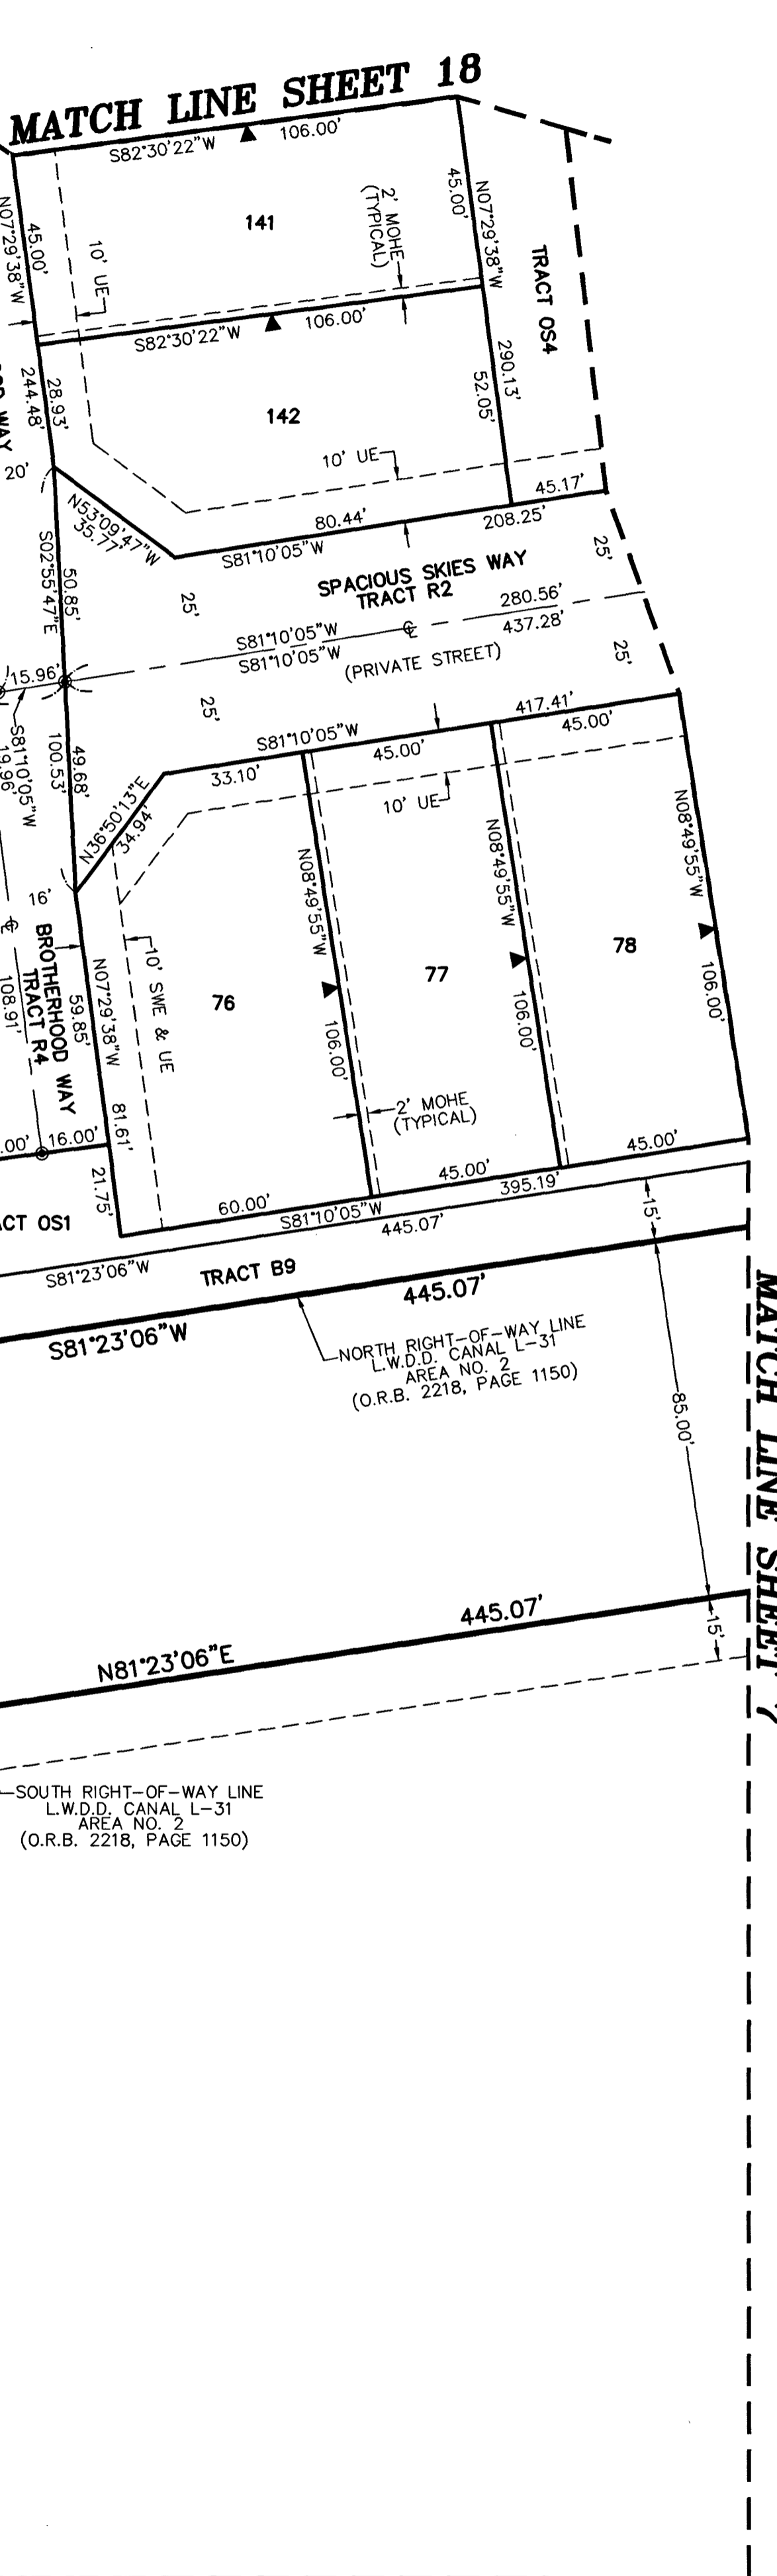 MATCH LINE SHEET 18
S82°30'22"W
106.00'
N07°29'38"W
45.00'
10' UE
141
2' MOHE
(TYPICAL)
45.00'
N07°29'38"W
TRACT OS4
S82°30'22"W
106.00'
244.48'
28.93'
142
290.13'
52.05'
20'
10' UE
45.17'
N53°09'47"W
35.77'
80.44'
208.25'
S81°10'05"W
S02°55'47"E
50.85'
SPACIOUS SKIES WAY
TRACT R2
25'
25'
280.56'
S81°10'05"W
437.28'
S81°10'05"W
(PRIVATE STREET)
25'
15.96'
25'
S81°10'05"W
417.41'
S81°10'05"W
45.00'
45.00'
33.10'
100.53'
49.68'
N36°50'13"E
34.94'
10' UE
N08°49'55"W
N08°49'55"W
N08°49'55"W
16'
BROTHERHOOD WAY
TRACT R4
108.91'
N07°29'38"W
59.85'
10' SWE & UE
76
77
78
106.00'
106.00'
106.00'
2' MOHE
(TYPICAL)
16.00'
81.61'
21.75'
45.00'
45.00'
395.19'
60.00'
S81°10'05"W
445.07'
15'
S81°23'06"W
TRACT B9
445.07'
S81°23'06"W
NORTH RIGHT-OF-WAY LINE
L.W.D.D. CANAL L-31
AREA NO. 2
(O.R.B. 2218, PAGE 1150)
85.00'
MATCH LINE SHEET 7
445.07'
15'
N81°23'06"E
SOUTH RIGHT-OF-WAY LINE
L.W.D.D. CANAL L-31
AREA NO. 2
(O.R.B. 2218, PAGE 1150)